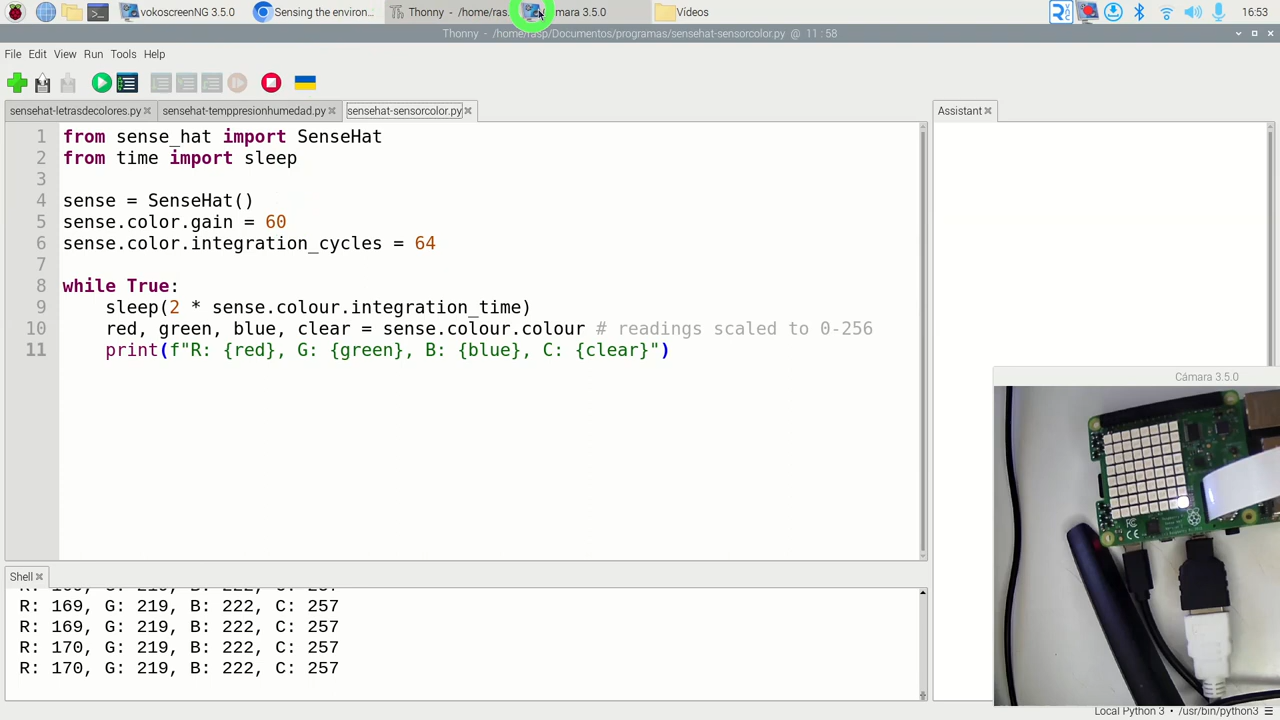 vokoscreenNG 3.5.0
Sensing the environ...
Thonny - /home/ras
mara 3.5.0
Vídeos
16:53
Thonny - /home/rasp/Documentos/programas/sensehat-sensorcolor.py @ 11 : 58
File Edit View Run Tools Help
sensehat-letrasdecolores.py
sensehat-temppresionhumedad.py
sensehat-sensorcolor.py
Assistant
1 from sense_hat import SenseHat
2 from time import sleep
3
4 sense = SenseHat()
5 sense.color.gain = 60
6 sense.color.integration_cycles = 64
7
8 while True:
9 sleep(2 * sense.colour.integration_time)
10 red, green, blue, clear = sense.colour.colour # readings scaled to 0-256
11 print(f"R: {red}, G: {green}, B: {blue}, C: {clear}")
Cámara 3.5.0
Shell
R: 169, G: 219, B: 222, C: 257
R: 169, G: 219, B: 222, C: 257
R: 170, G: 219, B: 222, C: 257
R: 170, G: 219, B: 222, C: 257
Local Python 3 • /usr/bin/python3 ☰